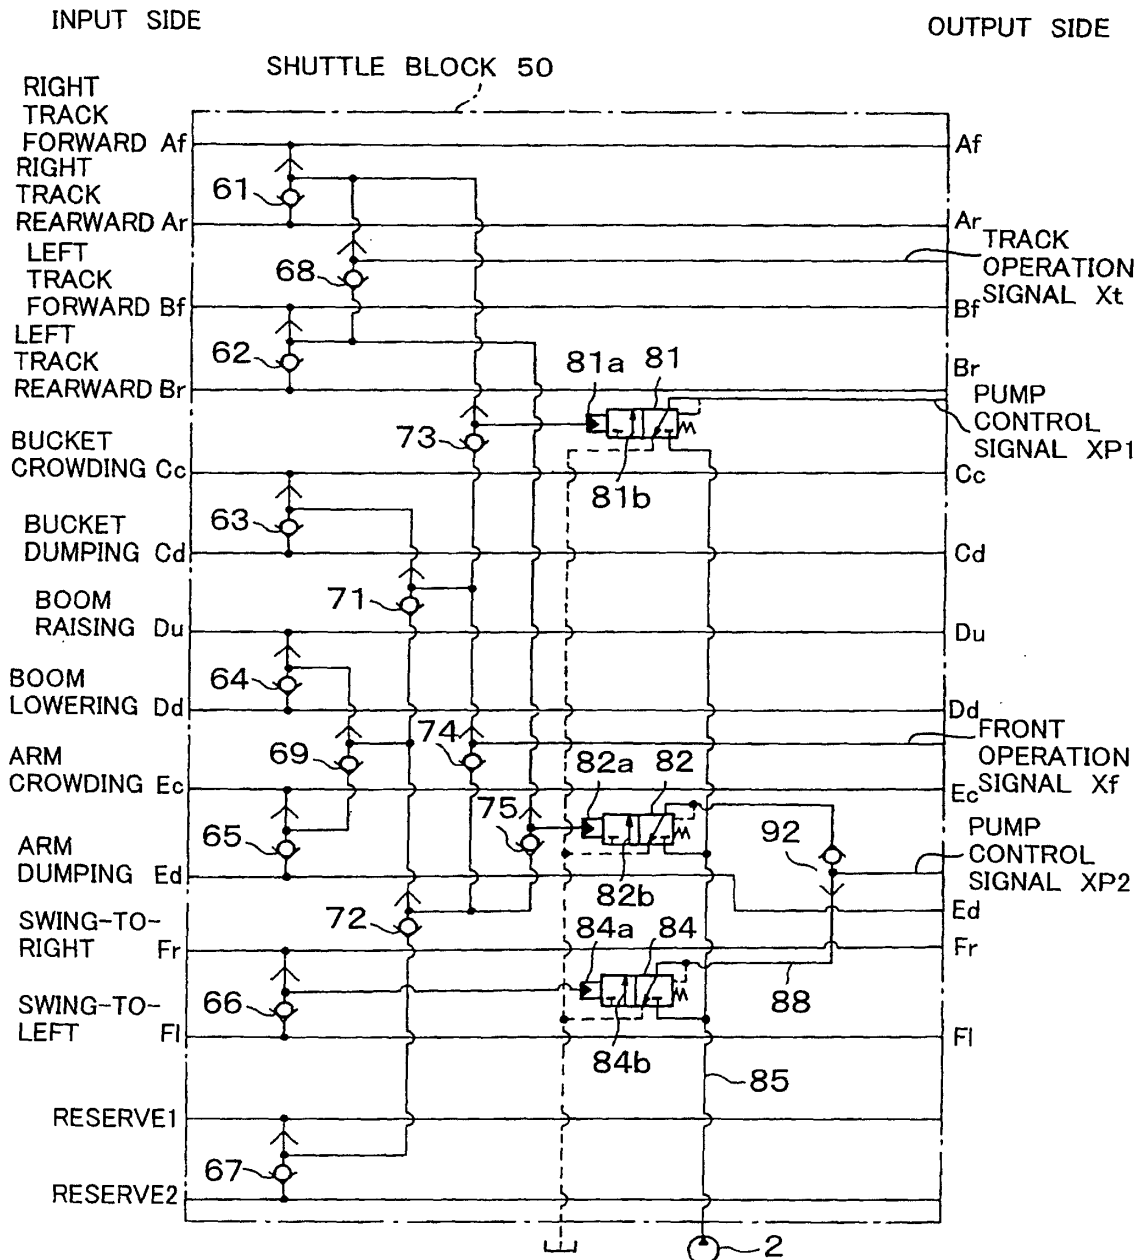 INPUT SIDE
OUTPUT SIDE
SHUTTLE BLOCK 50
RIGHT
TRACK
FORWARD Af
Af
RIGHT
TRACK
REARWARD Ar
61
Ar
LEFT
TRACK
FORWARD Bf
68
TRACK
OPERATION
SIGNAL Xt
Bf
LEFT
TRACK
REARWARD Br
62
81a
81
Br
PUMP
CONTROL
SIGNAL XP1
73
81b
BUCKET
CROWDING Cc
Cc
63
BUCKET
DUMPING Cd
Cd
71
BOOM
RAISING Du
Du
64
BOOM
LOWERING Dd
Dd
69
74
FRONT
OPERATION
SIGNAL Xf
ARM
CROWDING Ec
82a
82
Ec
75
65
92
82b
PUMP
CONTROL
SIGNAL XP2
ARM
DUMPING Ed
Ed
72
SWING-TO-
RIGHT Fr
84a
84
Fr
66
88
SWING-TO-
LEFT Fl
Fl
84b
85
RESERVE1
67
RESERVE2
2